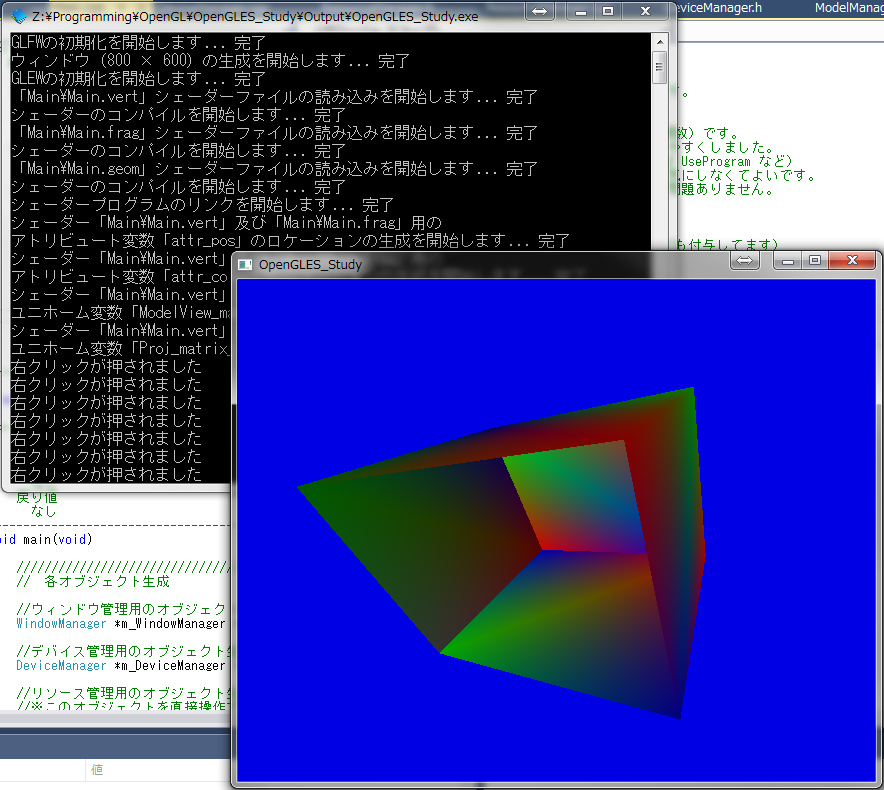 Z:¥Programming¥OpenGL¥OpenGLES_Study¥Output¥OpenGLES_Study.exe
eviceManager.h
ModelManag
GLFWの初期化を開始します... 完了
ウィンドウ (800 × 600) の生成を開始します... 完了
GLEWの初期化を開始します... 完了
「Main¥Main.vert」シェーダーファイルの読み込みを開始します... 完了
シェーダーのコンパイルを開始します... 完了
「Main¥Main.frag」シェーダーファイルの読み込みを開始します... 完了
シェーダーのコンパイルを開始します... 完了
「Main¥Main.geom」シェーダーファイルの読み込みを開始します... 完了
シェーダーのコンパイルを開始します... 完了
シェーダープログラムのリンクを開始します... 完了
シェーダー「Main¥Main.vert」及び「Main¥Main.frag」用の
アトリビュート変数「attr_pos」のロケーションの生成を開始します... 完了
シェーダー「Main¥Main.vert」
アトリビュート変数「attr_co
シェーダー「Main¥Main.vert」
ユニホーム変数「ModelView_ma
シェーダー「Main¥Main.vert」
ユニホーム変数「Proj_matrix
右クリックが押されました
右クリックが押されました
右クリックが押されました
右クリックが押されました
右クリックが押されました
右クリックが押されました
右クリックが押されました
。
数）です。
すくしました。
UseProgram など)
にしなくてよいです。
問題ありません。
も付与してます)
OpenGLES_Study
戻り値
なし
oid main(void)
//////////////////////////////
// 各オブジェクト生成
//ウィンドウ管理用のオブジェク
WindowManager *m_WindowManager
//デバイス管理用のオブジェクト生
DeviceManager *m_DeviceManager
//リソース管理用のオブジェクト生
//※このオブジェクトを直接操作
値